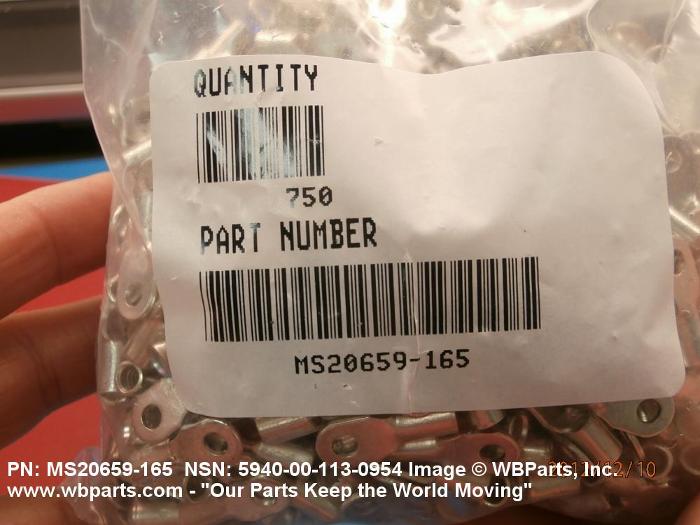 QUANTITY
750
PART NUMBER
MS20659-165
PN: MS20659-165 NSN: 5940-00-113-0954 Image © WBParts, Inc.
www.wbparts.com - "Our Parts Keep the World Moving"